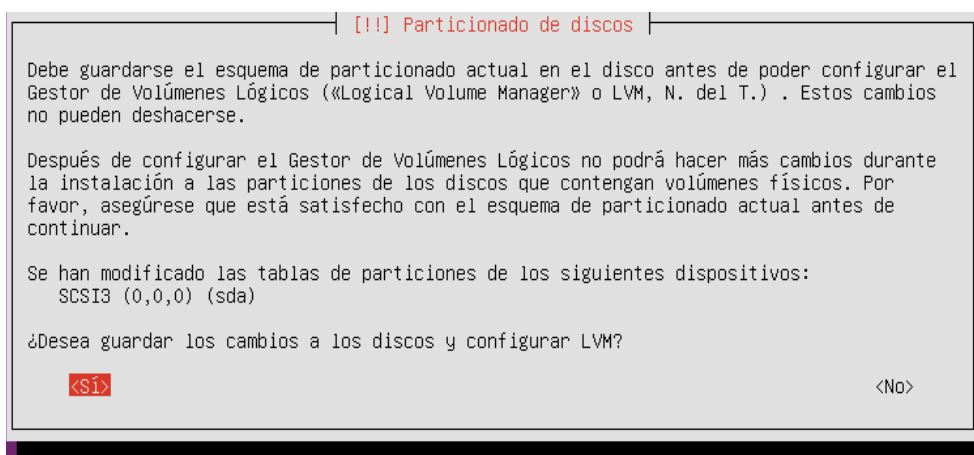 [!!] Particionado de discos
Debe guardarse el esquema de particionado actual en el disco antes de poder configurar el
Gestor de Volúmenes Lógicos («Logical Volume Manager» o LVM, N. del T.) . Estos cambios
no pueden deshacerse.
Después de configurar el Gestor de Volúmenes Lógicos no podrá hacer más cambios durante
la instalación a las particiones de los discos que contengan volúmenes físicos. Por
favor, asegúrese que está satisfecho con el esquema de particionado actual antes de
continuar.
Se han modificado las tablas de particiones de los siguientes dispositivos:
SCSI3 (0,0,0) (sda)
¿Desea guardar los cambios a los discos y configurar LVM?
<Sí> <No>